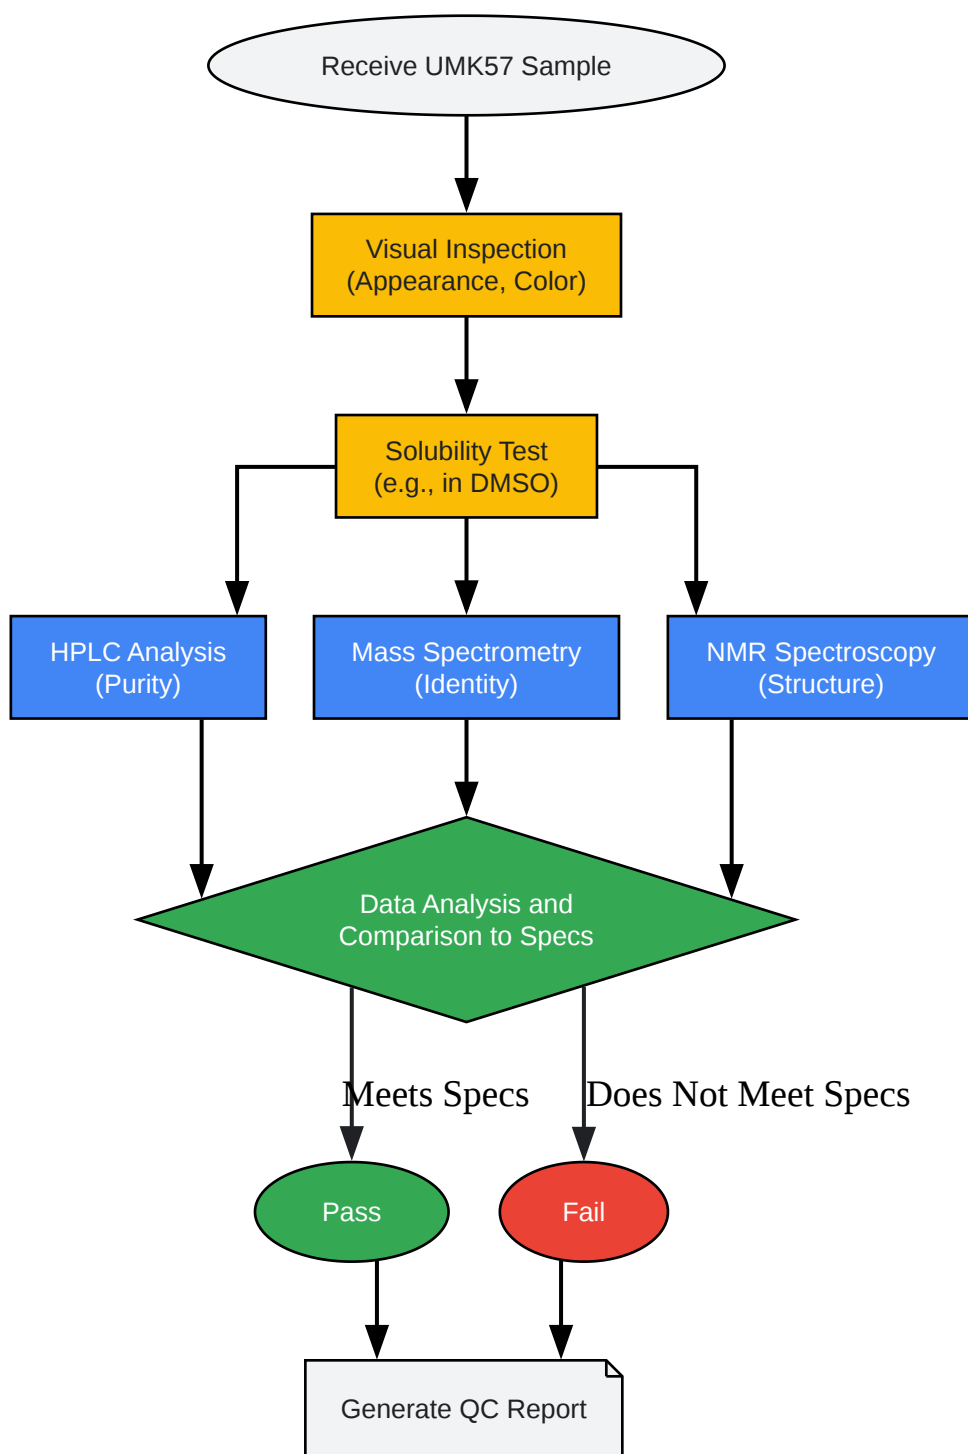 Receive UMK57 Sample
Visual Inspection
(Appearance, Color)
Solubility Test
(e.g., in DMSO)
HPLC Analysis
(Purity)
Mass Spectrometry
(Identity)
NMR Spectroscopy
(Structure)
Data Analysis and
Comparison to Specs
Meets Specs
Does Not Meet Specs
Pass
Fail
Generate QC Report